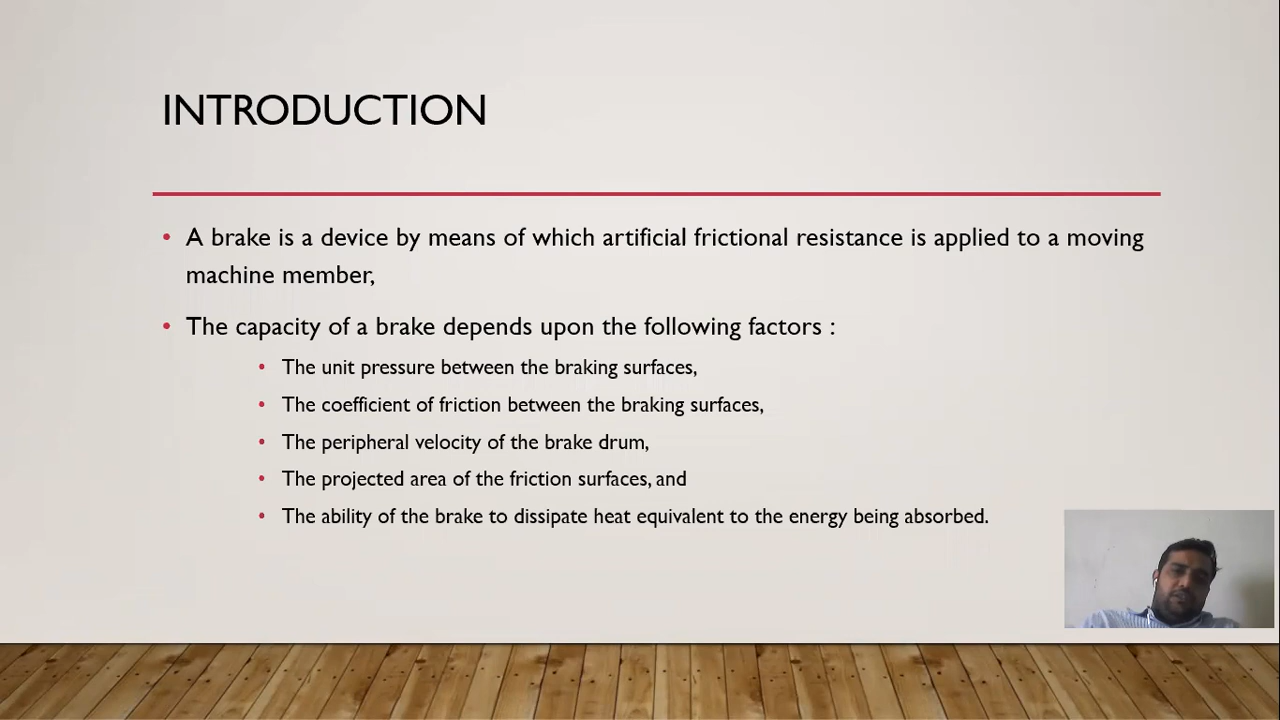 INTRODUCTION
• A brake is a device by means of which artificial frictional resistance is applied to a moving
machine member,
• The capacity of a brake depends upon the following factors :
• The unit pressure between the braking surfaces,
• The coefficient of friction between the braking surfaces,
• The peripheral velocity of the brake drum,
• The projected area of the friction surfaces, and
• The ability of the brake to dissipate heat equivalent to the energy being absorbed.